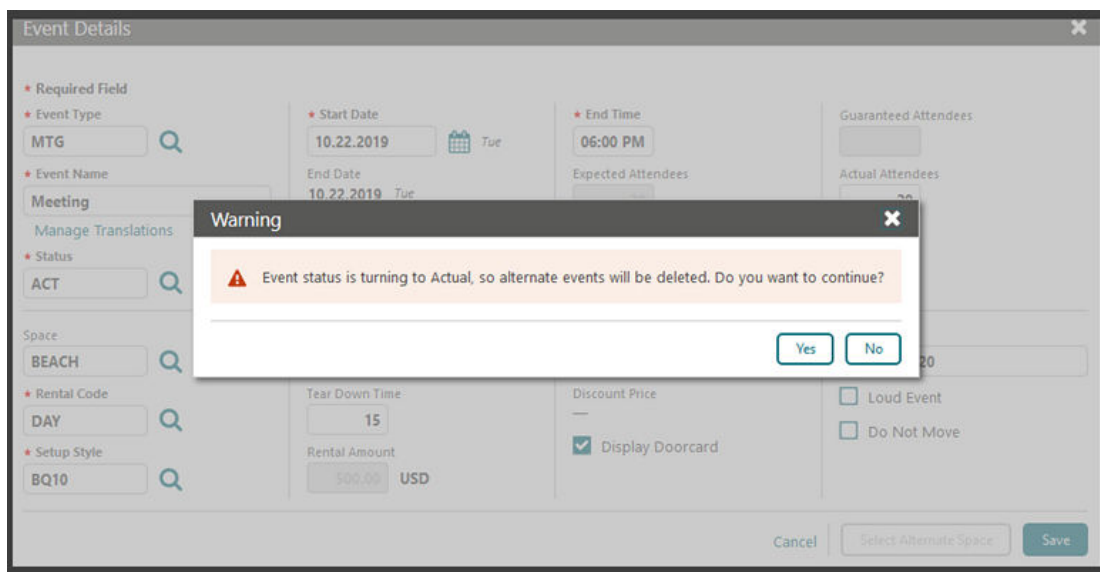 Event Details
* Required Field
* Event Type
* Start Date
* End Time
Guaranteed Attendees
MTG
10.22.2019
Tue
06:00 PM
* Event Name
End Date
Expected Attendees
Actual Attendees
Meeting
10.22.2019 Tue
20
Manage Translations
Warning
* Status
ACT
Event status is turning to Actual, so alternate events will be deleted. Do you want to continue?
Yes
No
Space
BEACH
20
* Rental Code
Tear Down Time
Discount Price
Loud Event
DAY
15
—
Do Not Move
* Setup Style
Rental Amount
Display Doorcard
BQ10
500.00 USD
Cancel
Select Alternate Space
Save